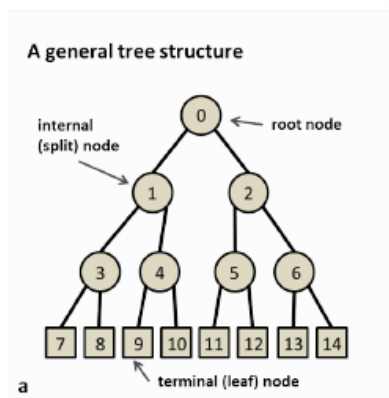 A general tree structure
0
root node
internal
(split) node
1
2
3
4
5
6
7
8
9
10
11
12
13
14
terminal (leaf) node
a